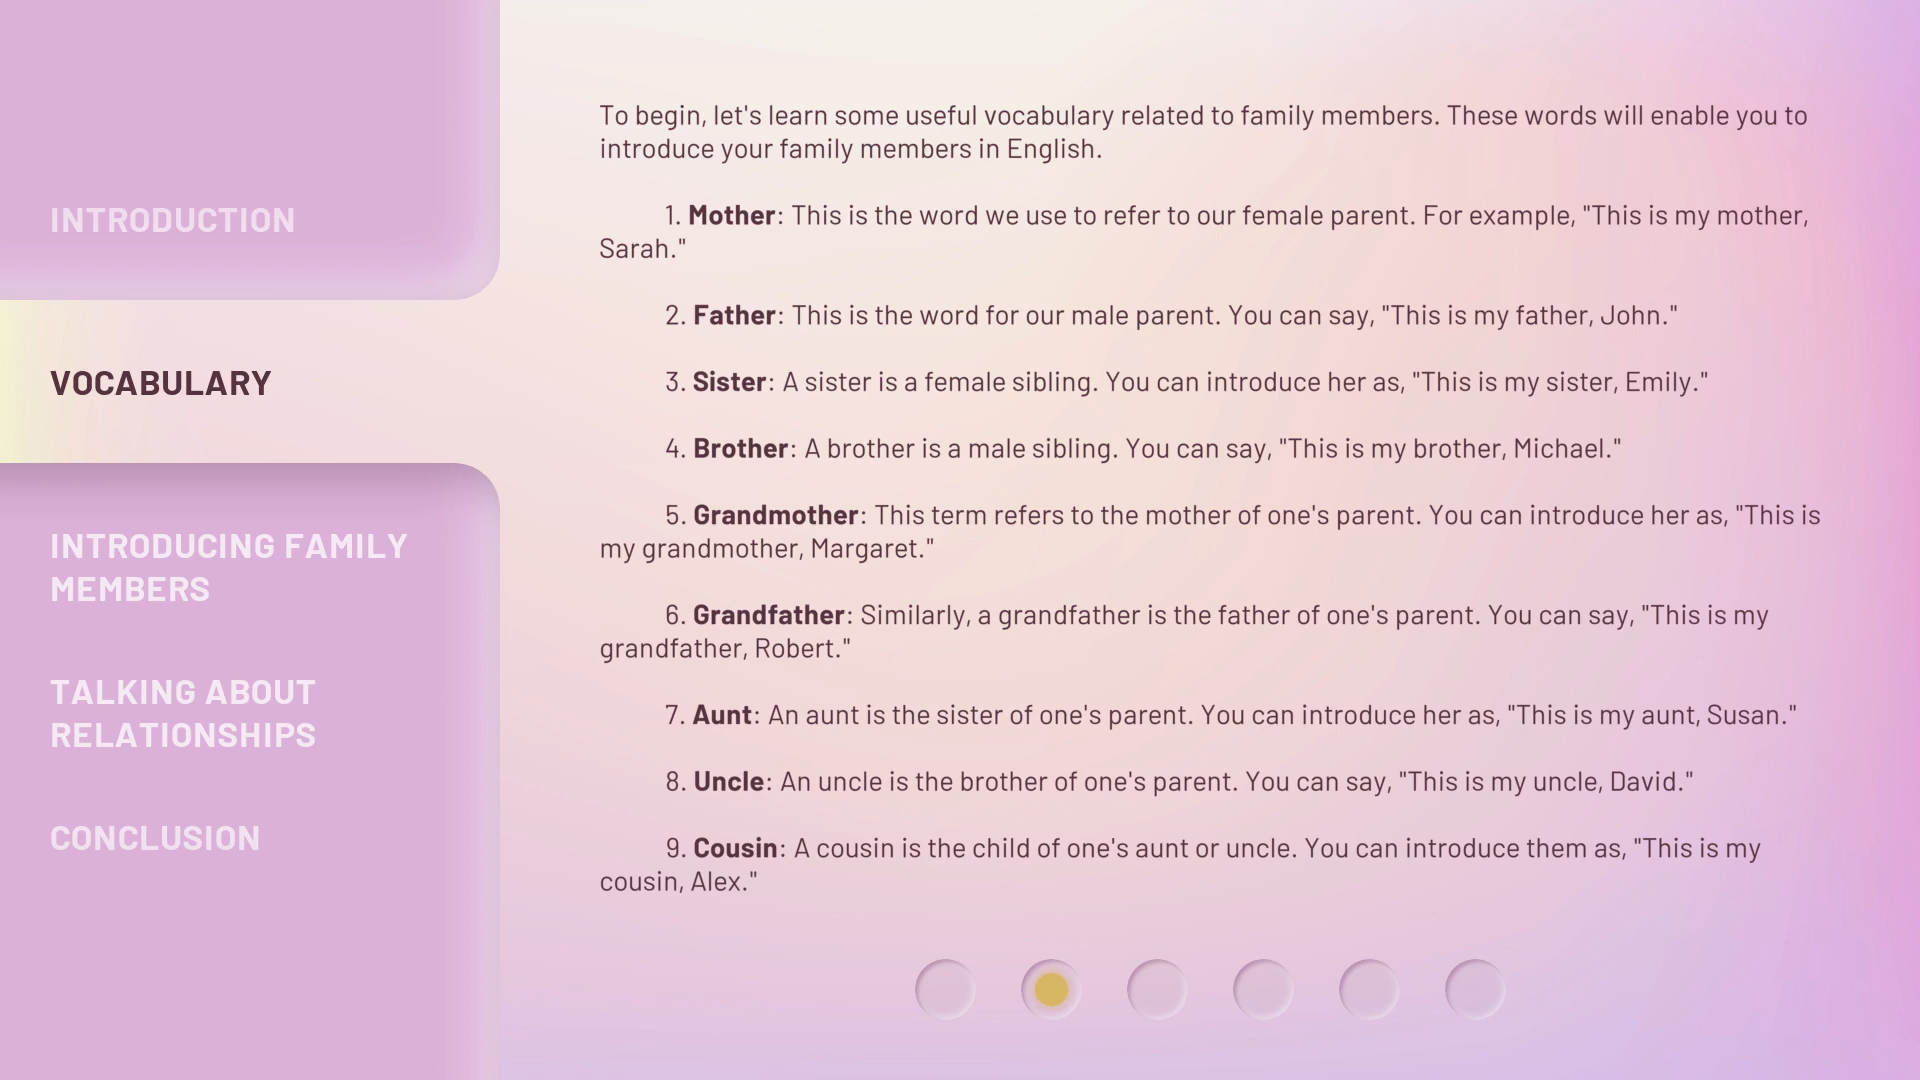 INTRODUCTION
VOCABULARY
INTRODUCING FAMILY
MEMBERS
TALKING ABOUT
RELATIONSHIPS
CONCLUSION
To begin, let's learn some useful vocabulary related to family members. These words will enable you to
introduce your family members in English.
1. Mother: This is the word we use to refer to our female parent. For example, "This is my mother,
Sarah."
2. Father: This is the word for our male parent. You can say, "This is my father, John."
3. Sister: A sister is a female sibling. You can introduce her as, "This is my sister, Emily."
4. Brother: A brother is a male sibling. You can say, "This is my brother, Michael."
5. Grandmother: This term refers to the mother of one's parent. You can introduce her as, "This is
my grandmother, Margaret."
6. Grandfather: Similarly, a grandfather is the father of one's parent. You can say, "This is my
grandfather, Robert."
7. Aunt: An aunt is the sister of one's parent. You can introduce her as, "This is my aunt, Susan."
8. Uncle: An uncle is the brother of one's parent. You can say, "This is my uncle, David."
9. Cousin: A cousin is the child of one's aunt or uncle. You can introduce them as, "This is my
cousin, Alex."